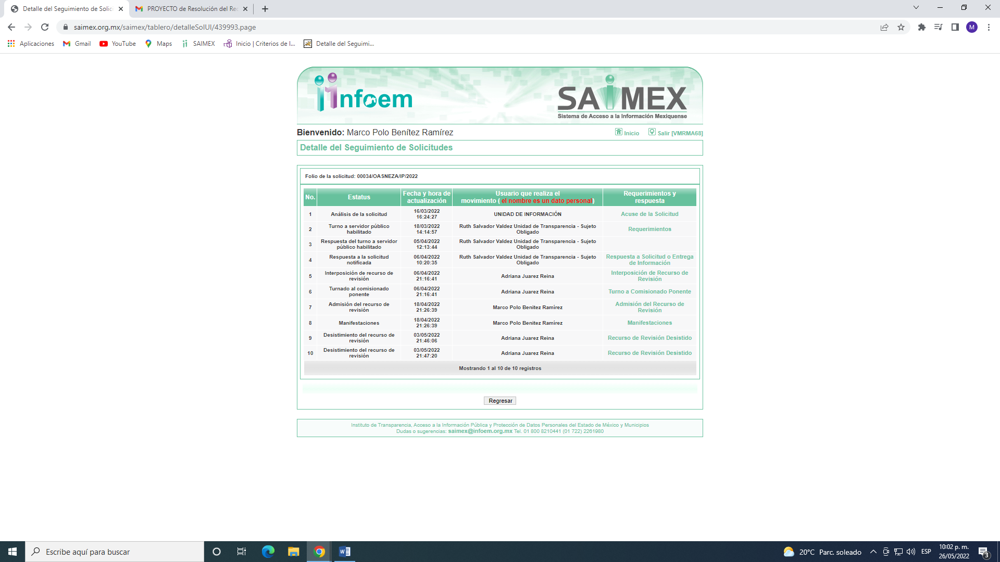 Detalle del Seguimiento de Solici
PROYECTO de Resolución del Rec
saimex.org.mx/saimex/tablero/detalleSolUI/439993.page
M
Aplicaciones
Gmail
YouTube
Maps
SAIMEX
Inicio | Criterios de I...
Detalle del Seguimi...
infoem
SAIMEX
Sistema de Acceso a la Información Mexiquense
Bienvenido: Marco Polo Benítez Ramírez
Inicio
Salir [VMRMA68]
Detalle del Seguimiento de Solicitudes
Folio de la solicitud: 00034/OASNEZA/IP/2022
No.
Estatus
Fecha y hora de
actualización
Usuario que realiza el
movimiento ( el nombre es un dato personal)
Requerimientos y
respuesta
1
Análisis de la solicitud
16/03/2022
16:24:27
UNIDAD DE INFORMACIÓN
Acuse de la Solicitud
2
Turno a servidor público
habilitado
18/03/2022
14:14:57
Ruth Salvador Valdez Unidad de Transparencia - Sujeto
Obligado
Requerimientos
3
Respuesta del turno a servidor
público habilitado
05/04/2022
12:13:44
Ruth Salvador Valdez Unidad de Transparencia - Sujeto
Obligado
4
Respuesta a la solicitud
notificada
06/04/2022
10:20:35
Ruth Salvador Valdez Unidad de Transparencia - Sujeto
Obligado
Respuesta a Solicitud o Entrega
de Información
5
Interposición de recurso de
revisión
06/04/2022
21:16:41
Adriana Juarez Reina
Interposición de Recurso de
Revisión
6
Turnado al comisionado
ponente
06/04/2022
21:16:41
Adriana Juarez Reina
Turno a Comisionado Ponente
7
Admisión del recurso de
revisión
18/04/2022
21:26:39
Marco Polo Benítez Ramírez
Admisión del Recurso de
Revisión
8
Manifestaciones
18/04/2022
21:26:39
Marco Polo Benítez Ramírez
Manifestaciones
9
Desistimiento del recurso de
revisión
03/05/2022
21:46:06
Adriana Juarez Reina
Recurso de Revisión Desistido
10
Desistimiento del recurso de
revisión
03/05/2022
21:47:20
Adriana Juarez Reina
Recurso de Revisión Desistido
Mostrando 1 al 10 de 10 registros
Regresar
Instituto de Transparencia, Acceso a la Información Pública y Protección de Datos Personales del Estado de México y Municipios
Dudas o sugerencias: saimex@infoem.org.mx Tel. 01 800 8210441 (01 722) 2261980
Escribe aquí para buscar
20°C Parc. soleado
ESP
10:02 p. m.
26/05/2022
3